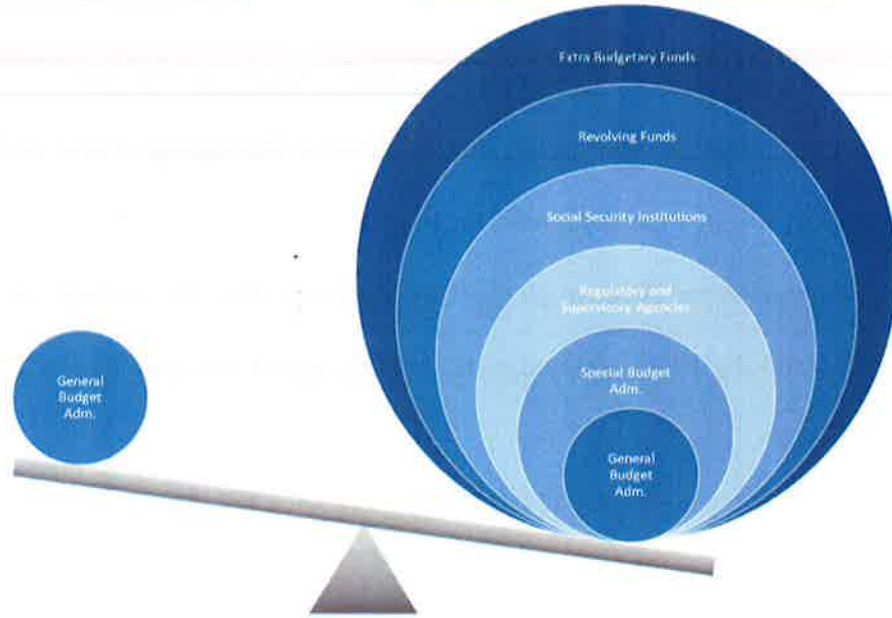 Extra Budgetary Funds
Revolving Funds
Social Security Institutions
Regulatory and
Supervisory Agencies
Special Budget
Adm.
General
Budget
Adm.
General
Budget
Adm.